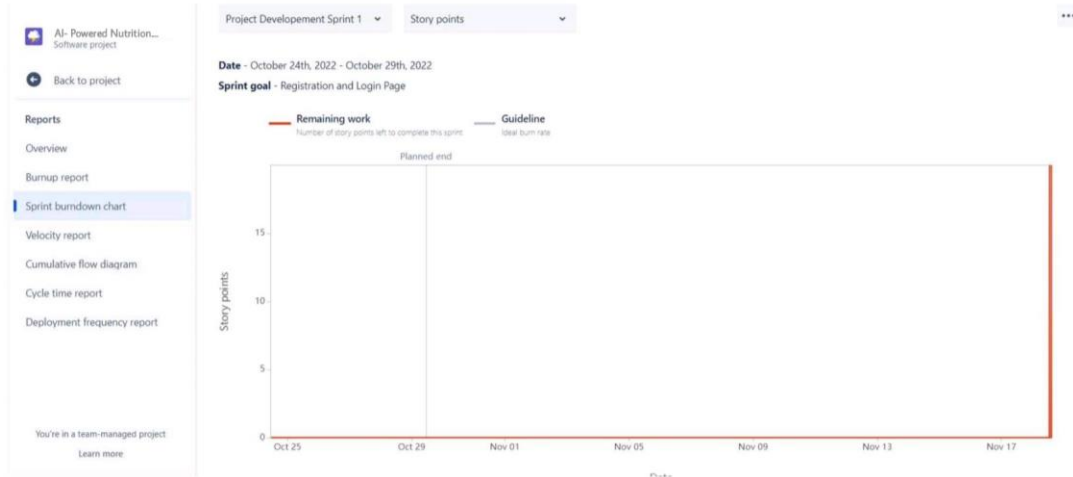 AI- Powered Nutrition...
Software project
Back to project
Reports
Overview
Burnup report
Sprint burndown chart
Velocity report
Cumulative flow diagram
Cycle time report
Deployment frequency report
You're in a team-managed project
Learn more
Project Developement Sprint 1
Story points
Date - October 24th, 2022 - October 29th, 2022
Sprint goal - Registration and Login Page
Remaining work
Number of story points left to complete this sprint
Guideline
Ideal burn rate
Planned end
Story points
15
10
5
0
Oct 25 Oct 29 Nov 01 Nov 05 Nov 09 Nov 13 Nov 17